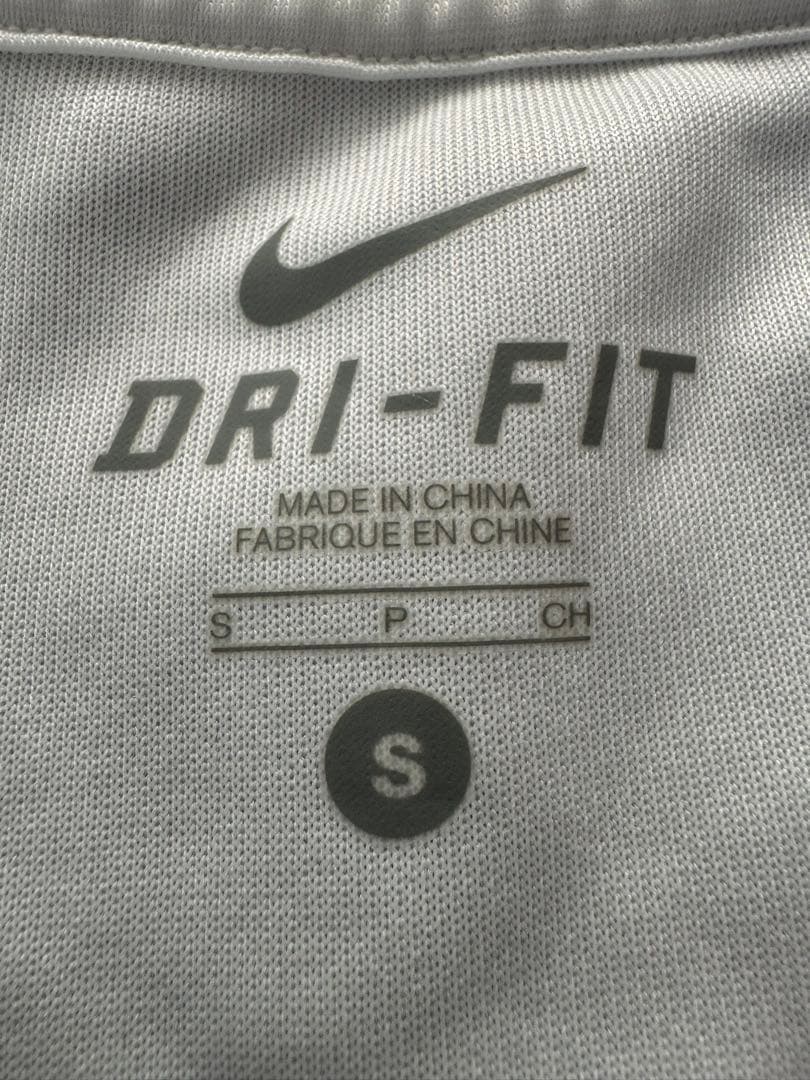 DRI-FIT
MADE IN CHINA
FABRIQUE EN CHINE
S P CH
S